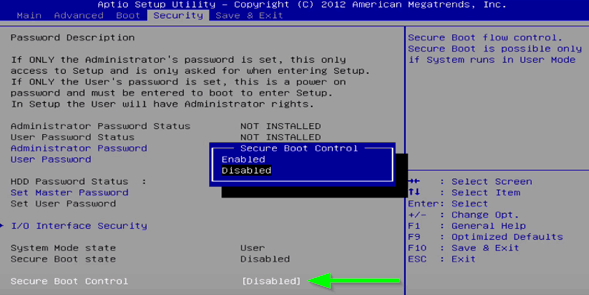 Aptio Setup Utility - Copyright (C) 2012 American Megatrends, Inc.
Main Advanced Boot Security Save & Exit
Password Description
If ONLY the Administrator's password is set, this only
access to Setup and is only asked for when entering Setup.
If ONLY the User's password is set, this is a power on
password and must be entered to boot to enter Setup.
In Setup the User will have Administrator rights.
Administrator Password Status NOT INSTALLED
User Password Status NOT INSTALLED
Administrator Password
User Password
HDD Password Status :
Set Master Password
Set User Password
I/O Interface Security
System Mode state User
Secure Boot state Disabled
Secure Boot Control [Disabled]
Secure Boot Control
Enabled
Disabled
Secure Boot flow control.
Secure Boot is possible only
if System runs in User Mode
→← : Select Screen
↑↓ : Select Item
Enter: Select
+/- : Change Opt.
F1 : General Help
F9 : Optimized Defaults
F10 : Save & Exit
ESC : Exit